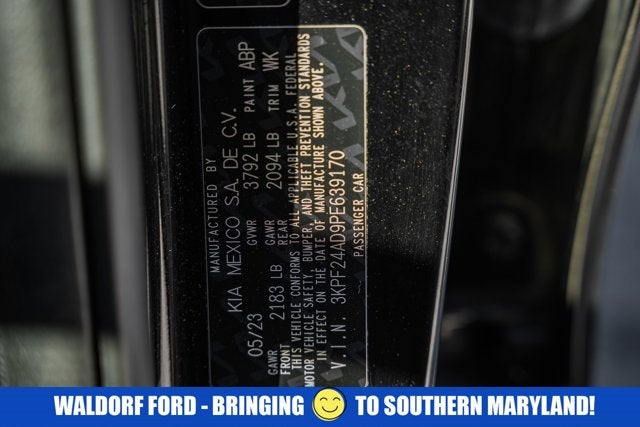 MANUFACTURED BY
KIA MEXICO S.A. DE C.V.
05/23 GVWR 3792 LB PAINT ABP
GAWR FRONT 2183 LB GAWR REAR 2094 LB TRIM WK
THIS VEHICLE CONFORMS TO ALL APPLICABLE U.S.A. FEDERAL
MOTOR VEHICLE SAFETY, BUMPER, AND THEFT PREVENTION STANDARDS
IN EFFECT ON THE DATE OF MANUFACTURE SHOWN ABOVE.
V.I.N. 3KPF24AD9PE639170
PASSENGER CAR
WALDORF FORD - BRINGING TO SOUTHERN MARYLAND!